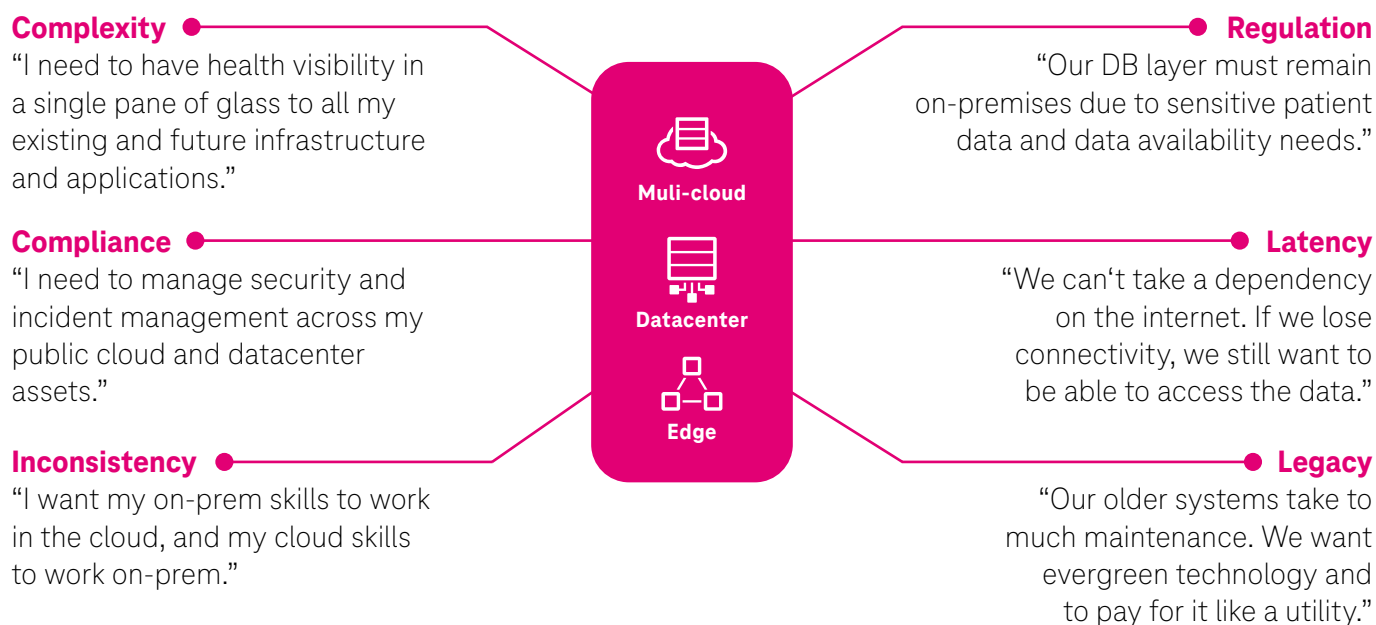 Complexity
“I need to have health visibility in
a single pane of glass to all my
existing and future infrastructure
and applications.”
Compliance
“I need to manage security and
incident management across my
public cloud and datacenter
assets.”
Inconsistency
“I want my on-prem skills to work
in the cloud, and my cloud skills
to work on-prem.”
Muli-cloud
Datacenter
Edge
Regulation
“Our DB layer must remain
on-premises due to sensitive patient
data and data availability needs.”
Latency
“We can‘t take a dependency
on the internet. If we lose
connectivity, we still want to
be able to access the data.”
Legacy
“Our older systems take to
much maintenance. We want
evergreen technology and
to pay for it like a utility.”